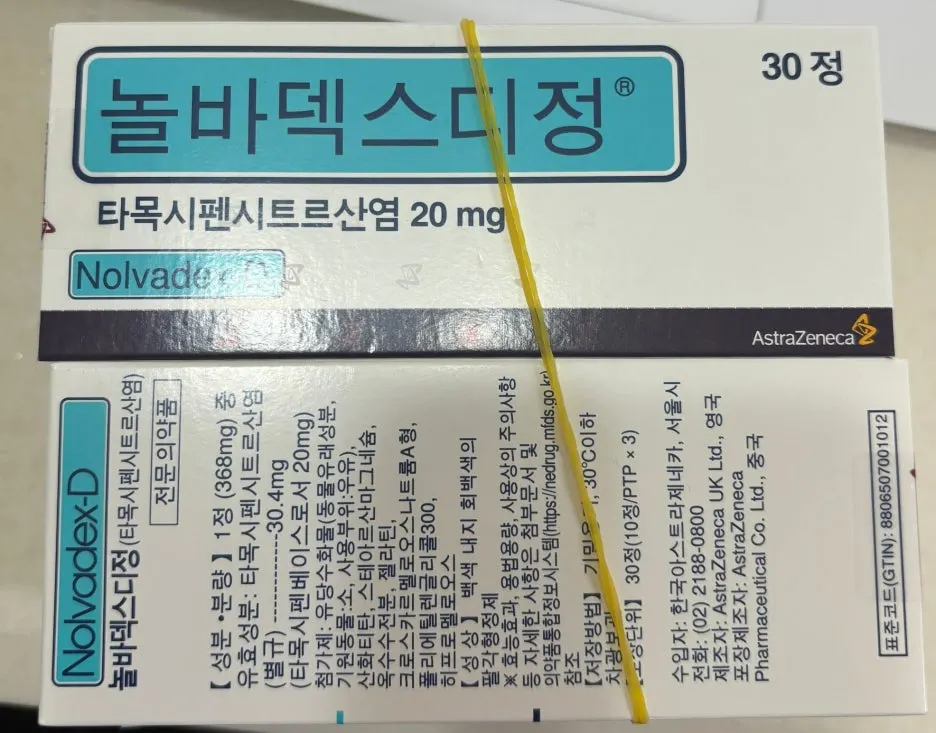 놀바덱스디정®
30 정
타목시펜시트르산염 20 mg
Nolvadex-D
AstraZeneca
Nolvadex-D
놀바덱스디정 (타목시펜시트르산염)
전문의약품
【 성분 • 분량 】 1정 (368mg) 중
유효성분 : 타목시펜시트르산염
(별규) -----------------30.4mg
(타목시펜베이스로서 20mg)
첨가제 : 유당수화물(동물유래성분,
기원동물:소, 사용부위:우유),
산화티탄, 스테아르산마그네슘,
옥수수전분, 젤라틴,
크로스카르멜로오스나트륨A형,
폴리에틸렌글리콜300,
히프로멜로오스
【 성 상 】 백색 내지 회백색의
팔각형정제
※ 효능효과, 용법용량, 사용상의 주의사항
등 자세한 사항은 첨부문서 및
의약품통합정보시스템(https://nedrug.mfds.go.kr)
참조
【저장방법】 30℃이하
30정(10정/PTP × 3)
수입자: 한국아스트라제네카, 서울시
전화: (02) 2188-0800
제조자: AstraZeneca UK Ltd., 영국
포장제조자: AstraZeneca
Pharmaceutical Co. Ltd., 중국
표준코드(GTIN): 8806507001012